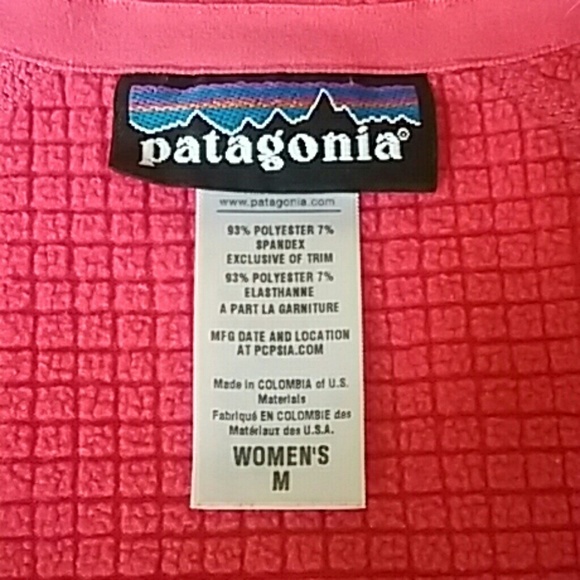 patagonia®
www.patagonia.com
93% POLYESTER 7%
SPANDEX
EXCLUSIVE OF TRIM
93% POLYESTER 7%
ELASTHANNE
A PART LA GARNITURE
MFG DATE AND LOCATION
AT PCPSIA.COM
Made in COLOMBIA of U.S.
Materials
Fabriqué EN COLOMBIE des
Matériaux des U.S.A.
WOMEN'S
M